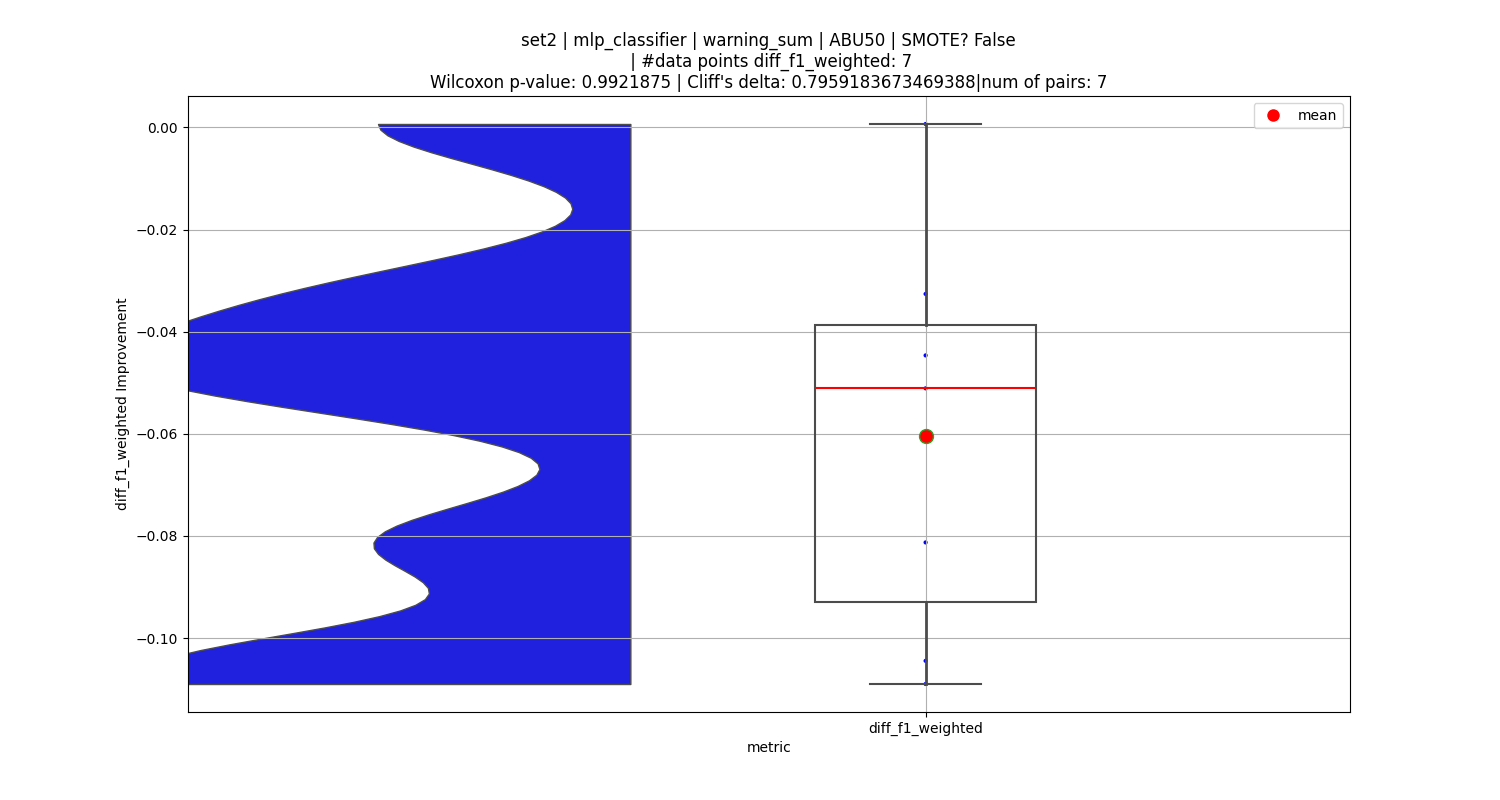 set2 | mlp_classifier | warning_sum | ABU50 | SMOTE? False
| #data points diff_f1_weighted: 7
Wilcoxon p-value: 0.9921875 | Cliff's delta: 0.7959183673469388|num of pairs: 7
mean
0.00
−0.02
−0.04
−0.06
−0.08
−0.10
diff_f1_weighted Improvement
diff_f1_weighted
metric